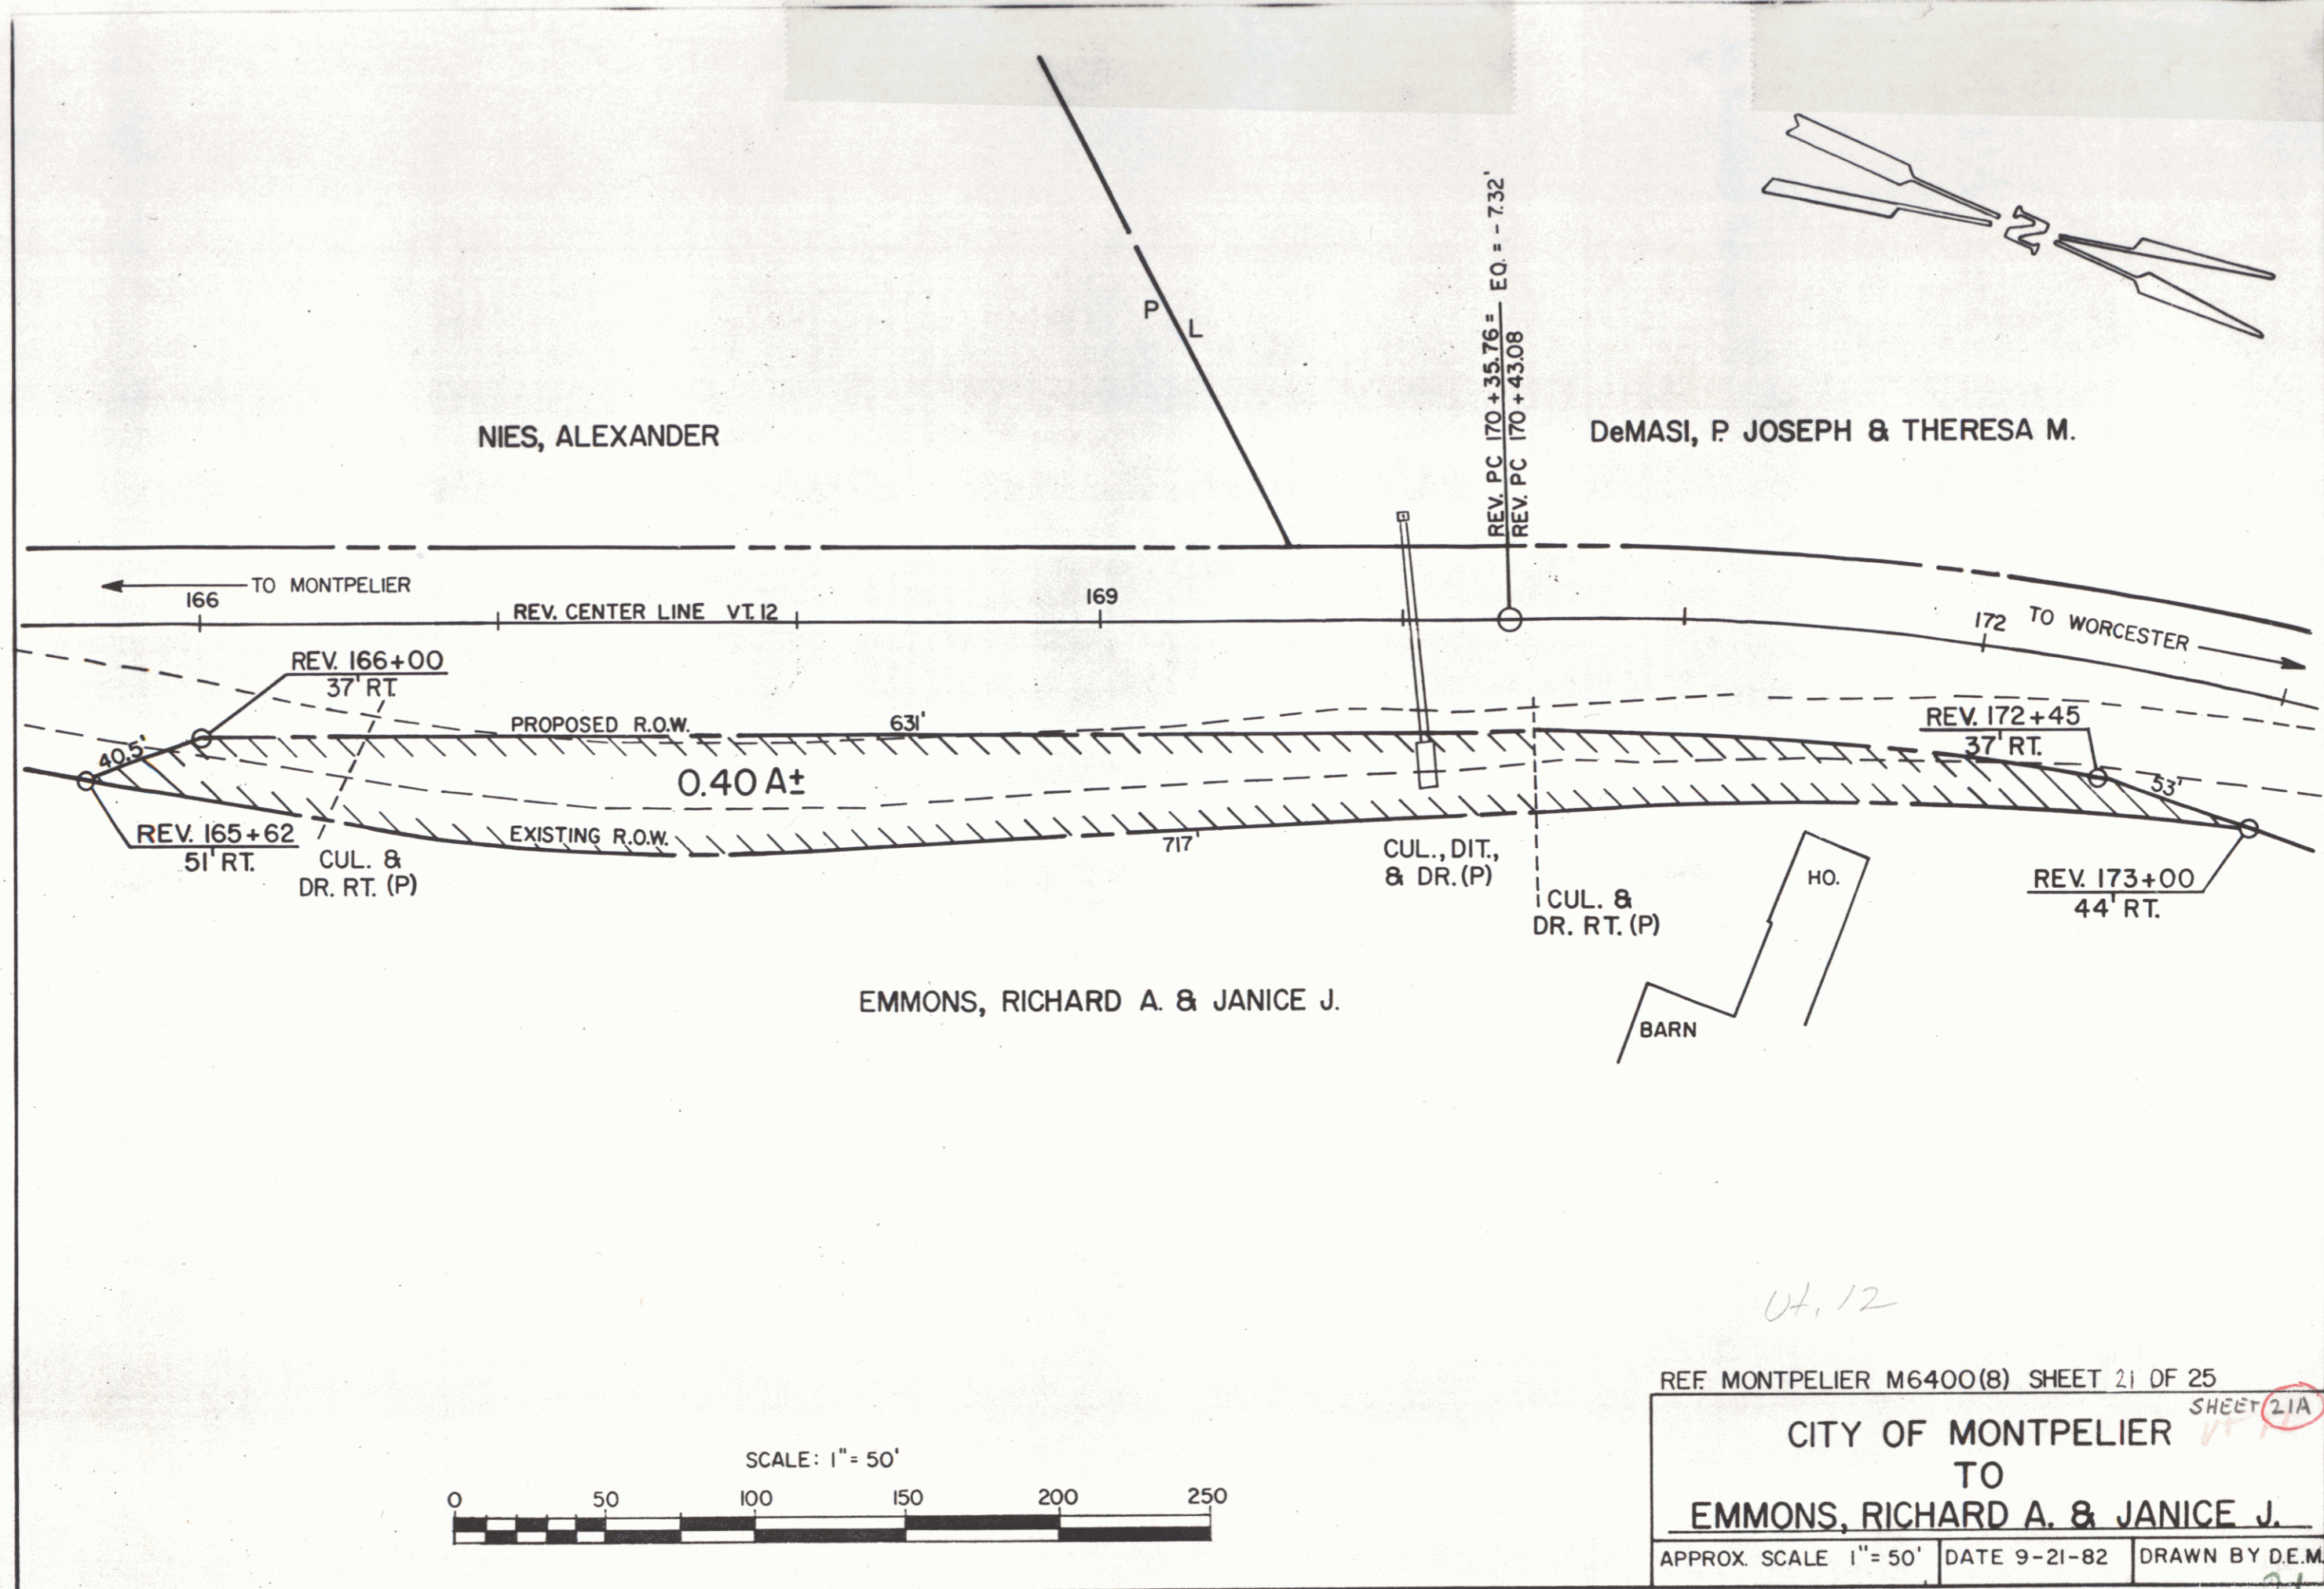 REV. PC 170+35.76 = EQ. = - 7.32'
REV. PC 170+43.08
N
P L
NIES, ALEXANDER
DeMASI, P. JOSEPH & THERESA M.
TO MONTPELIER
166
REV. CENTER LINE VT. 12
169
172
TO WORCESTER
REV. 166+00
37' RT.
PROPOSED R.O.W.
631'
REV. 172+45
37' RT.
40.5'
0.40 A±
53'
REV. 165+62
51' RT.
EXISTING R.O.W.
717'
CUL. &
DR. RT. (P)
CUL., DIT.,
& DR. (P)
CUL. &
DR. RT. (P)
HO.
REV. 173+00
44' RT.
EMMONS, RICHARD A. & JANICE J.
BARN
Vt. 12
REF. MONTPELIER M6400(8) SHEET 21 OF 25
SHEET 21A
CITY OF MONTPELIER
TO
EMMONS, RICHARD A. & JANICE J.
APPROX. SCALE 1" = 50' DATE 9-21-82 DRAWN BY D.E.M.
SCALE: 1" = 50'
0 50 100 150 200 250